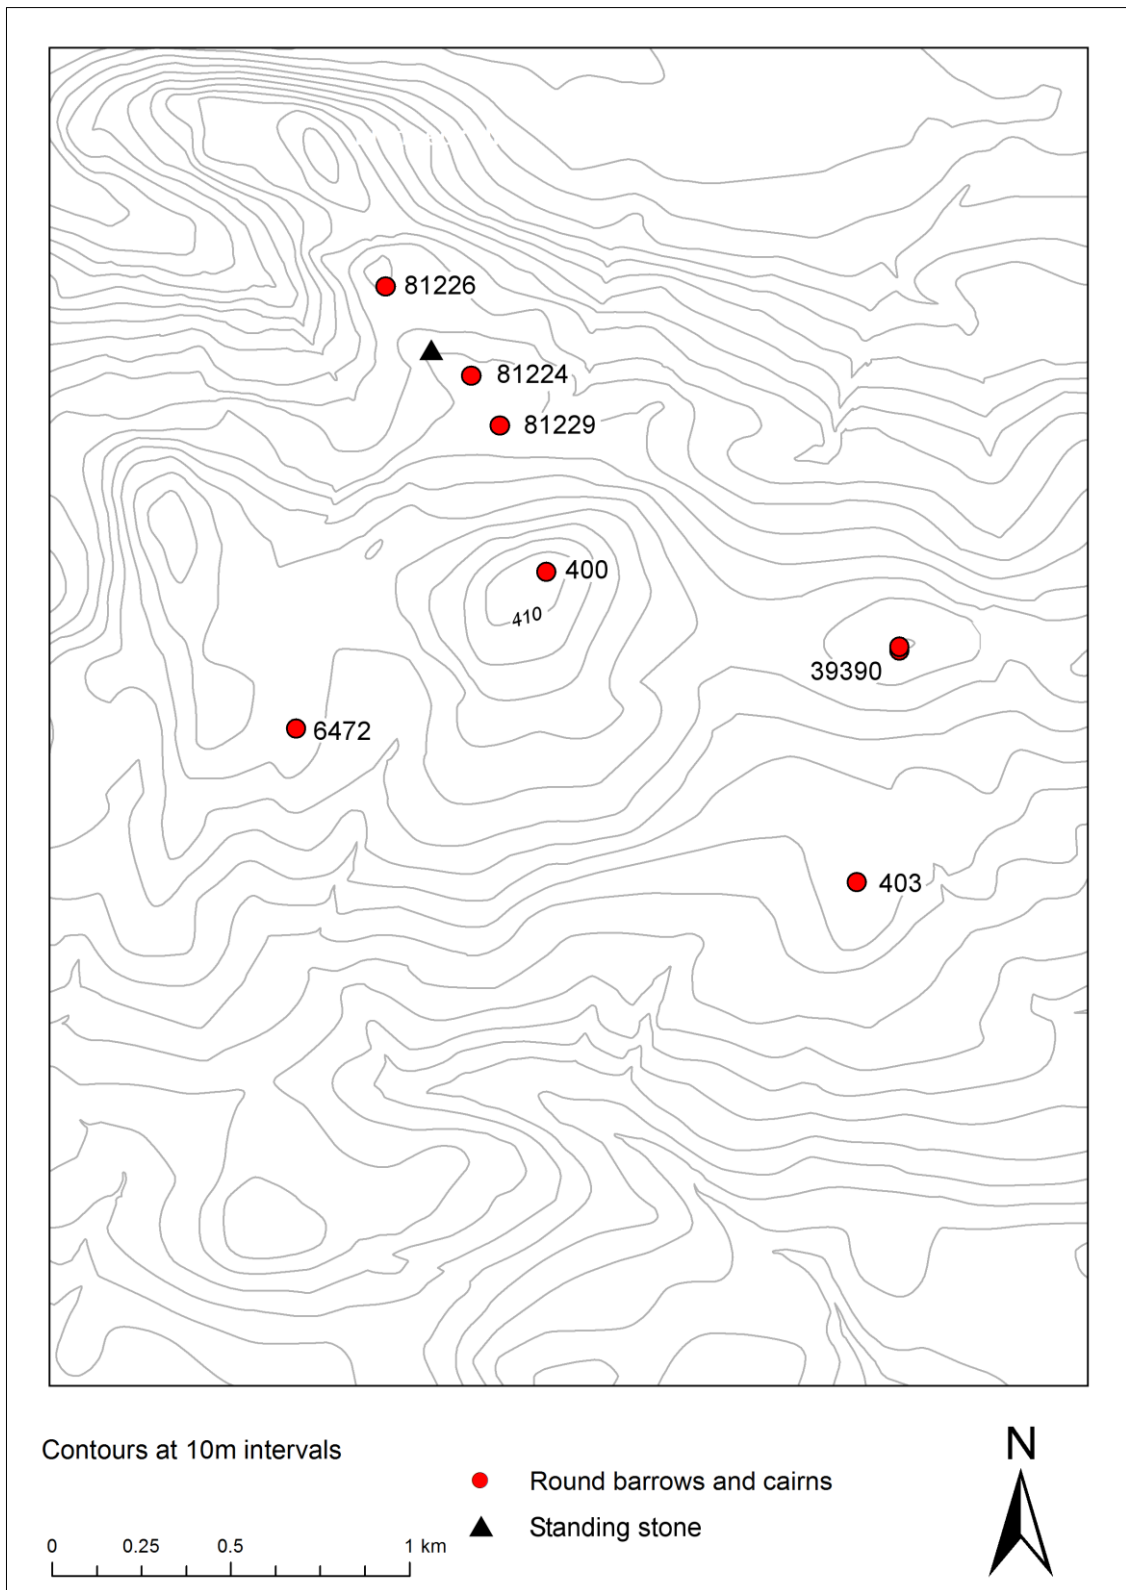 81226
81224
81229
400
410
39390
6472
403
Contours at 10m intervals
N
Round barrows and cairns
Standing stone
0 0.25 0.5 1 km